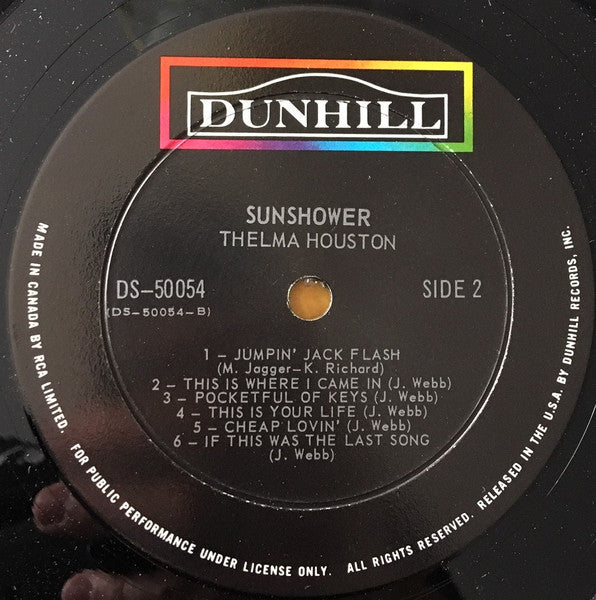 DUNHILL
SUNSHOWER
THELMA HOUSTON
DS-50054
(DS-50054-B)
SIDE 2
1 - JUMPIN' JACK FLASH
(M. Jagger-K. Richard)
2 - THIS IS WHERE I CAME IN (J. Webb)
3 - POCKETFUL OF KEYS (J. Webb)
4 - THIS IS YOUR LIFE (J. Webb)
5 - CHEAP LOVIN' (J. Webb)
6 - IF THIS WAS THE LAST SONG
(J. Webb)
MADE IN CANADA BY RCA LIMITED. FOR PUBLIC PERFORMANCE UNDER LICENSE ONLY. ALL RIGHTS RESERVED. RELEASED IN THE U.S.A. BY DUNHILL RECORDS, INC.